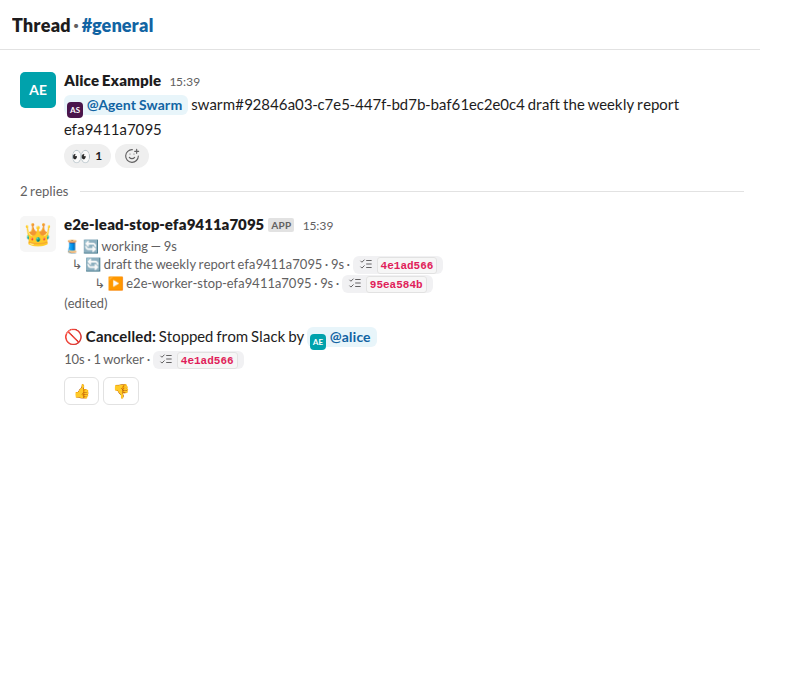 Thread • #general
AE
Alice Example 15:39
AS @Agent Swarm swarm#92846a03-c7e5-447f-bd7b-baf61ec2e0c4 draft the weekly report
efa9411a7095
👀 1
2 replies
e2e-lead-stop-efa9411a7095 APP 15:39
🧵 🔄 working — 9s
↳ 🔄 draft the weekly report efa9411a7095 · 9s · 4e1ad566
↳ ▶️ e2e-worker-stop-efa9411a7095 · 9s · 95ea584b
(edited)
🚫 Cancelled: Stopped from Slack by AE @alice
10s · 1 worker · 4e1ad566
👍 👎